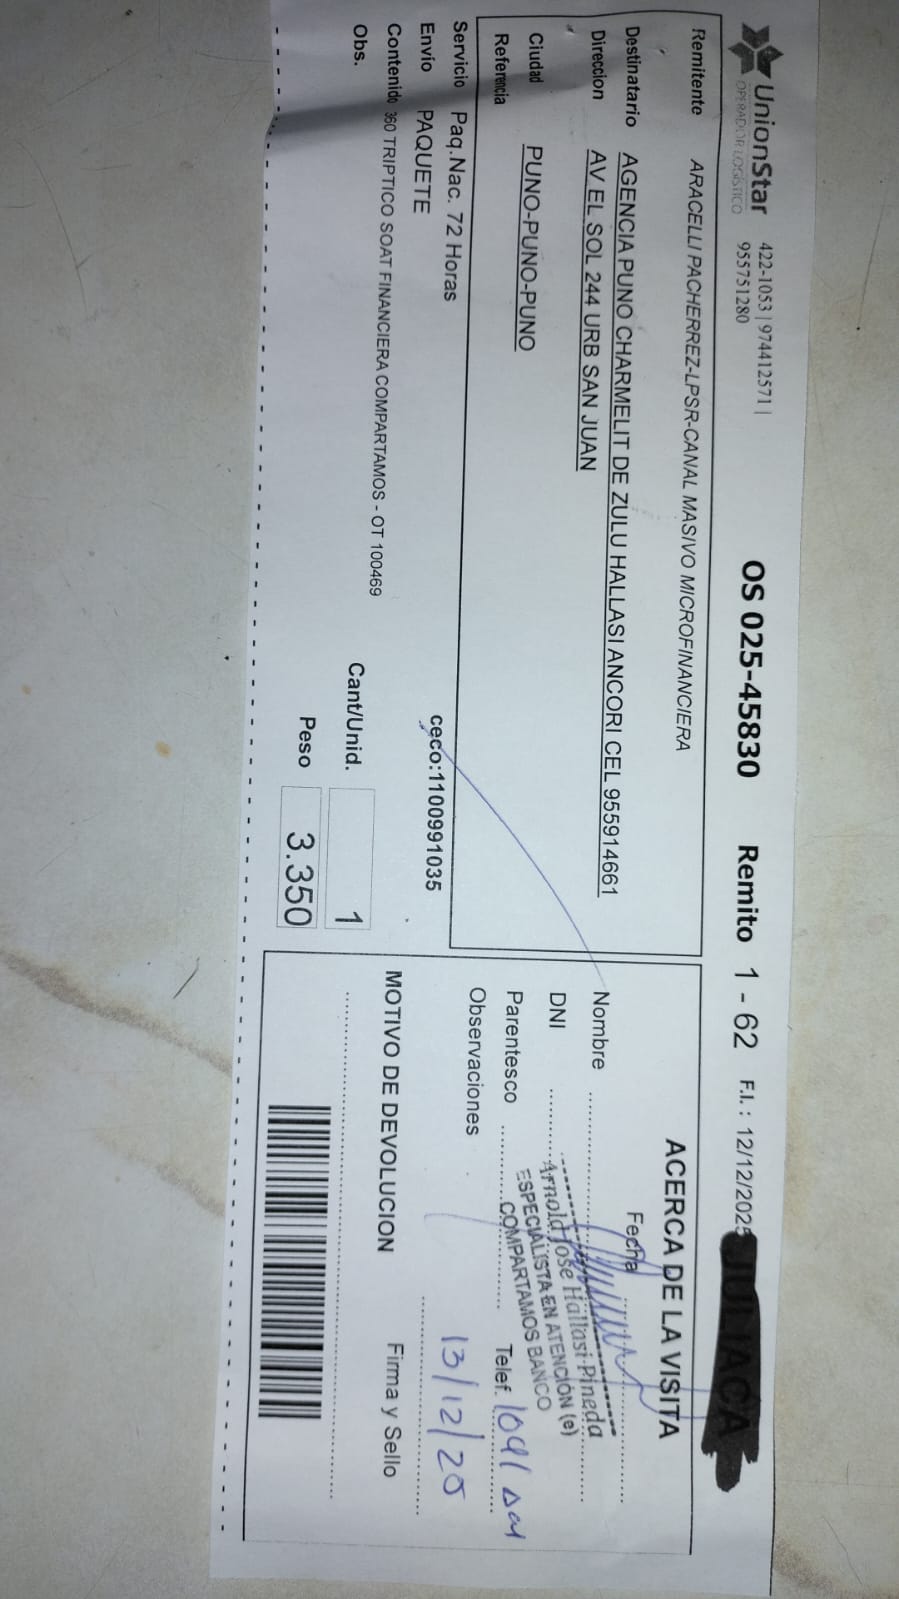 UnionStar
OPERADOR LOGÍSTICO
422-1053 | 974412571 |
955751280
OS 025-45830 Remito 1 - 62 F.I. : 12/12/2025
JULIACA
Remitente ARACELLI PACHERREZ-LPSR-CANAL MASIVO MICROFINANCIERA
Destinatario AGENCIA PUNO CHARMELIT DE ZULU HALLASI ANCORI CEL 955914661
Direccion AV EL SOL 244 URB SAN JUAN
Ciudad PUNO-PUNO-PUNO
Referencia
Servicio Paq.Nac. 72 Horas
Envío PAQUETE
ceco:1100991035
Contenido 360 TRIPTICO SOAT FINANCIERA COMPARTAMOS - OT 100469
Obs.
Cant/Unid. 1
Peso 3.350
ACERCA DE LA VISITA
Fecha
Nombre
DNI
Parentesco
Telef.
Observaciones
Arnold Jose Hallasi Pineda
ESPECIALISTA EN ATENCIÓN (e)
COMPARTAMOS BANCO
13/12/25
MOTIVO DE DEVOLUCION
Firma y Sello